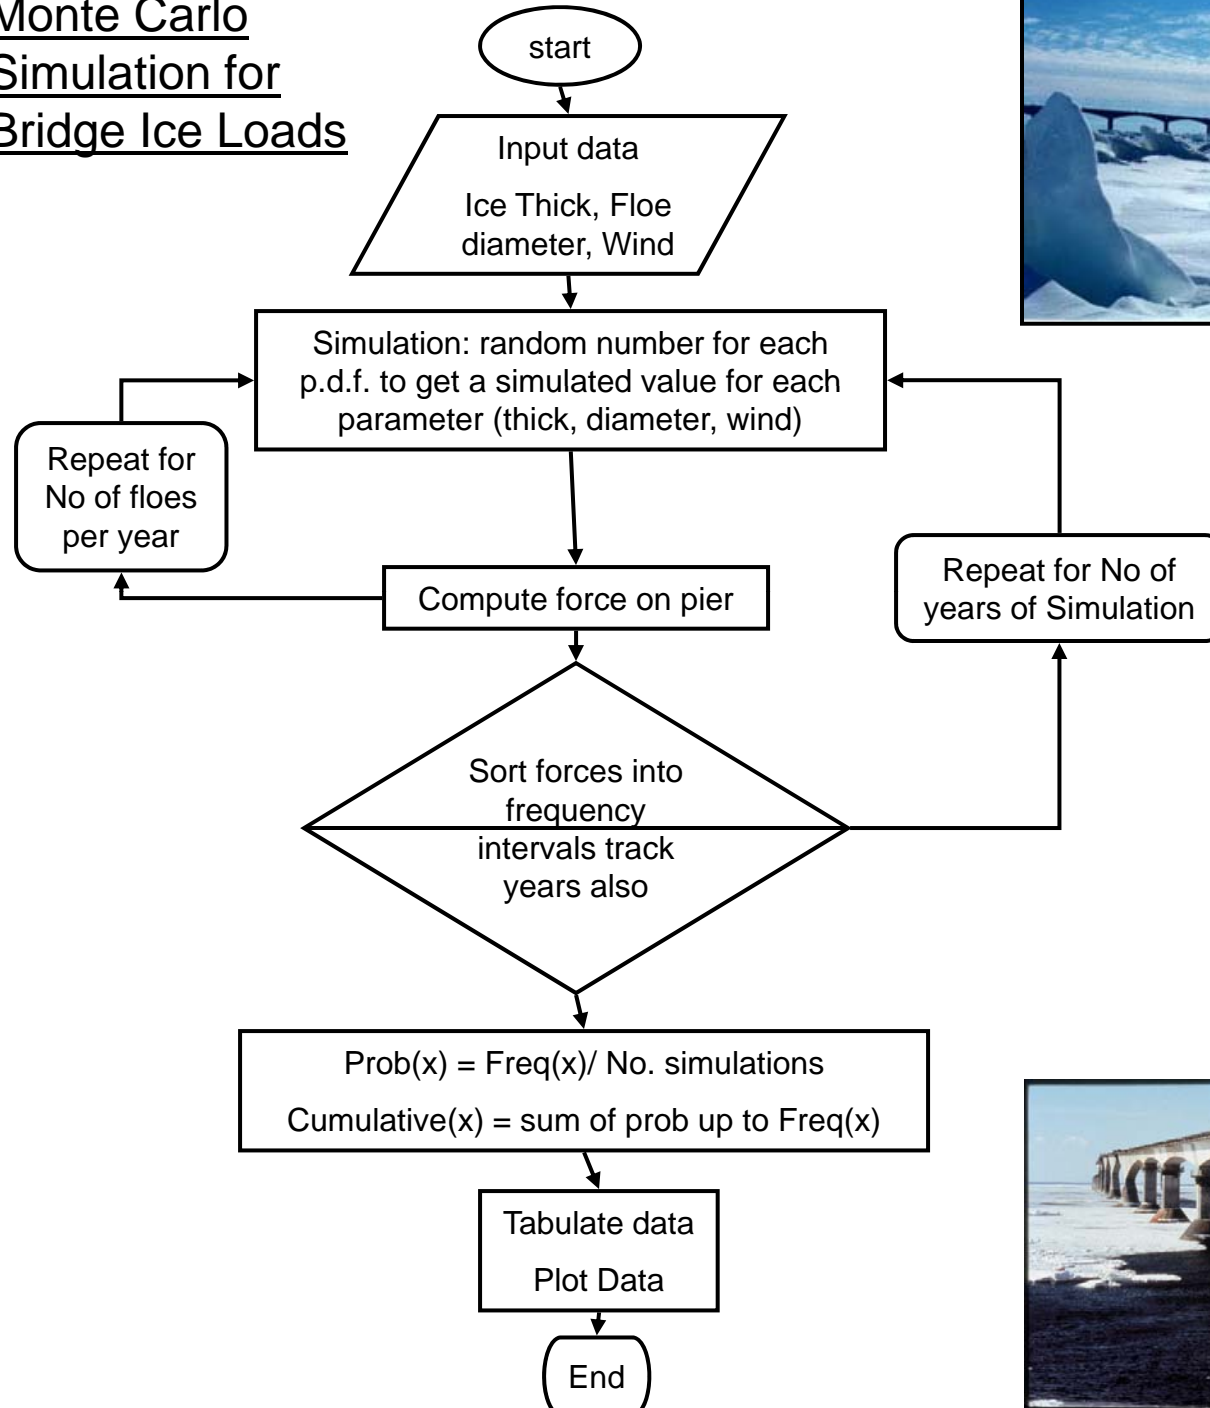 Monte Carlo
Simulation for
Bridge Ice Loads
start
Input data
Ice Thick, Floe
diameter, Wind
Simulation: random number for each
p.d.f. to get a simulated value for each
parameter (thick, diameter, wind)
Repeat for
No of floes
per year
Compute force on pier
Repeat for No of
years of Simulation
Sort forces into
frequency
intervals track
years also
Prob(x) = Freq(x)/ No. simulations
Cumulative(x) = sum of prob up to Freq(x)
Tabulate data
Plot Data
End